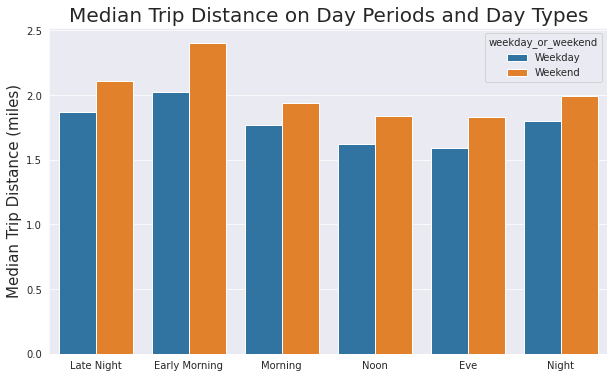 Median Trip Distance on Day Periods and Day Types
weekday_or_weekend
Weekday
Weekend
Median Trip Distance (miles)
2.5
2.0
1.5
1.0
0.5
0.0
Late Night Early Morning Morning Noon Eve Night